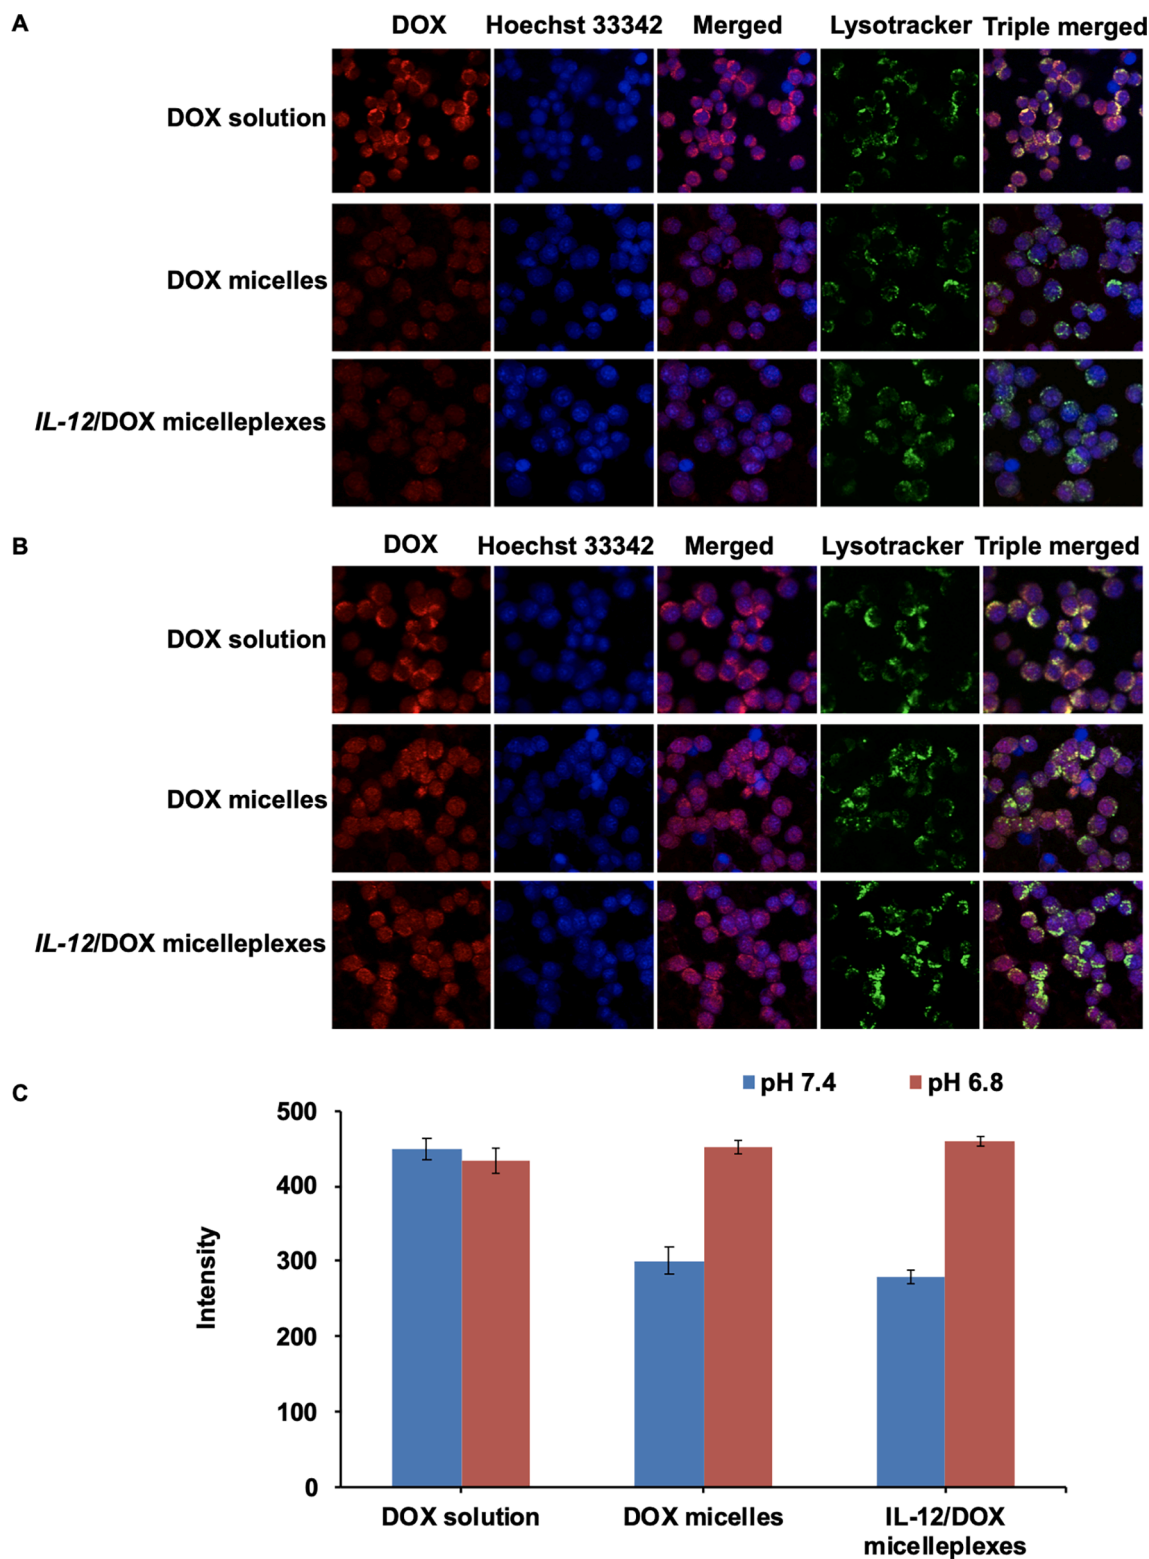 A
DOX Hoechst 33342 Merged Lysotracker Triple merged
DOX solution
DOX micelles
IL-12/DOX micelleplexes
B
DOX Hoechst 33342 Merged Lysotracker Triple merged
DOX solution
DOX micelles
IL-12/DOX micelleplexes
C
pH 7.4 pH 6.8
500
400
300
200
100
0
Intensity
DOX solution DOX micelles IL-12/DOX
micelleplexes